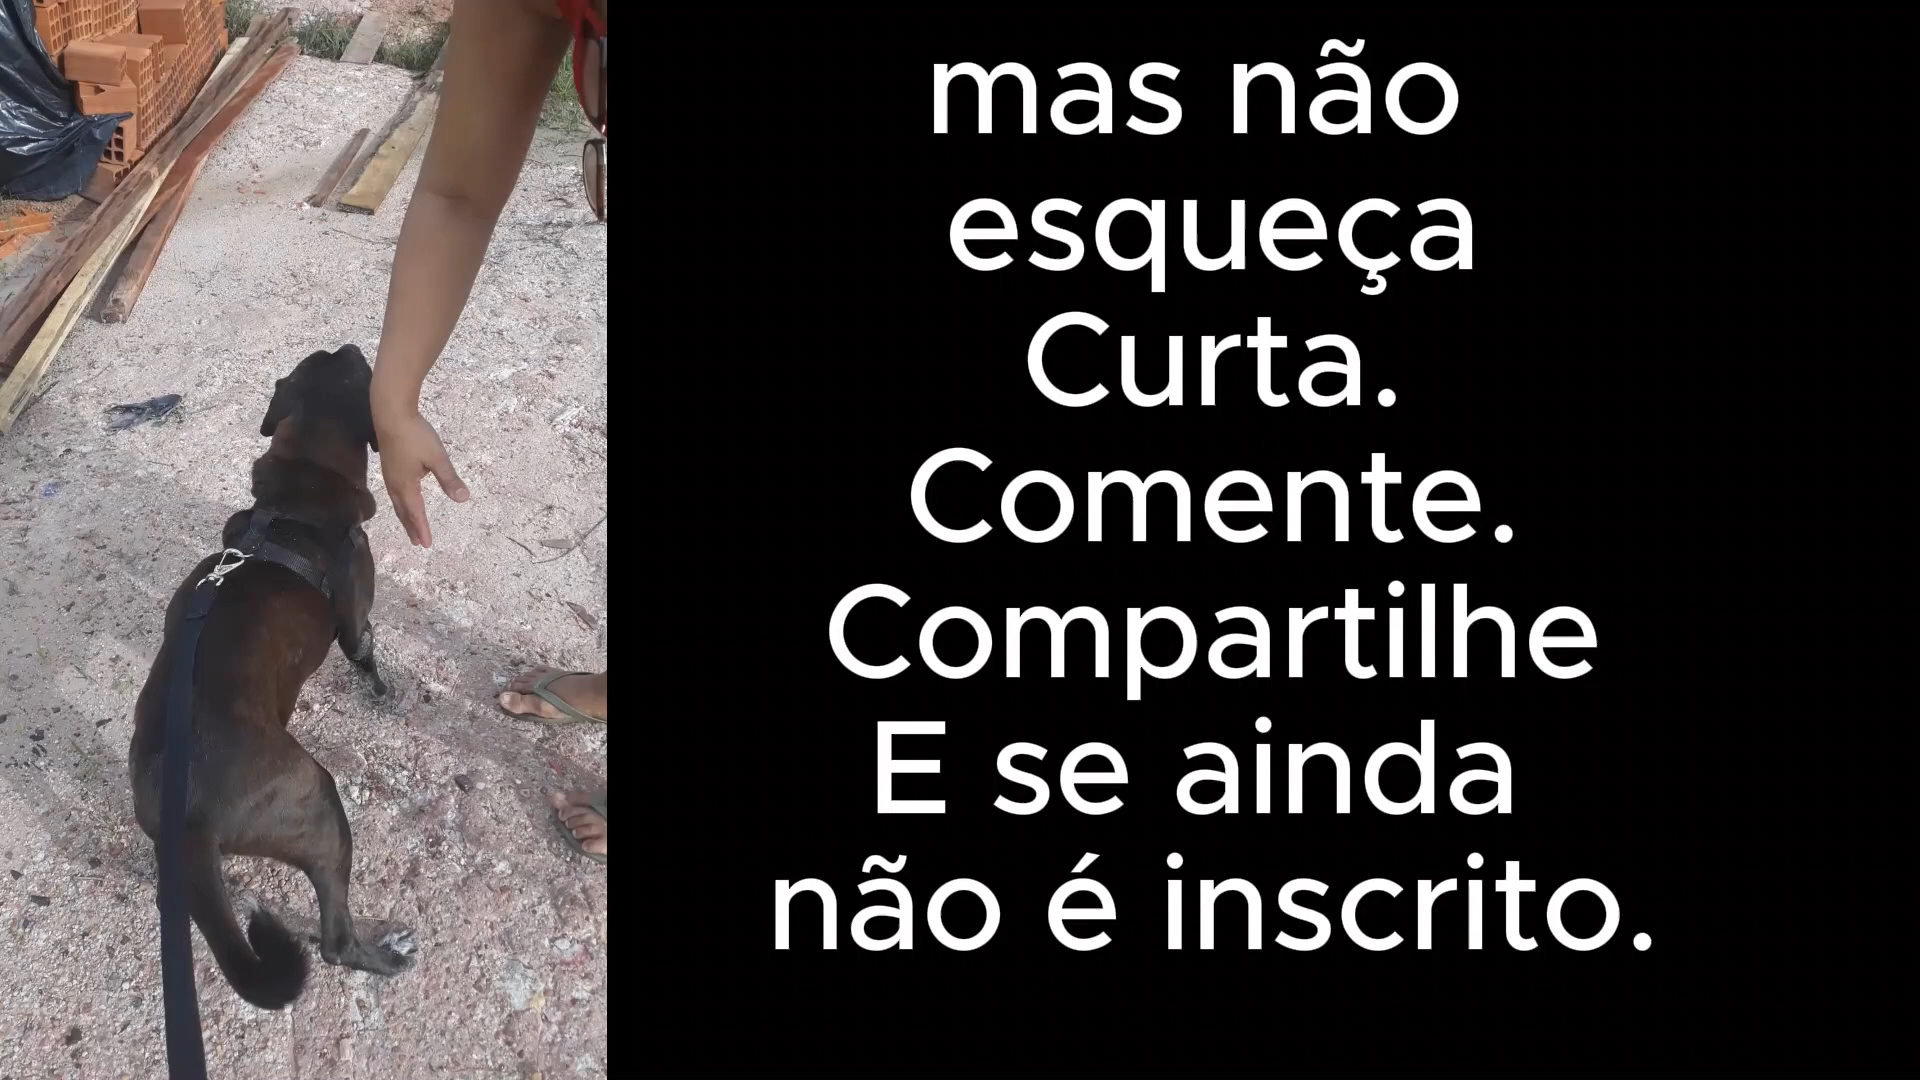 mas não
esqueça
Curta.
Comente.
Compartilhe
E se ainda
não é inscrito.